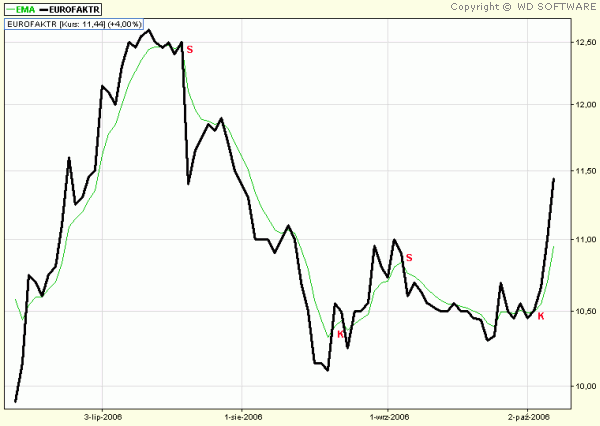 EMA EUROFAKTR
Copyright © WD SOFTWARE
EUROFAKTR [Kurs: 11,44] (+4,00%)
12,50
S
12,00
11,50
11,00
S
10,50
K
K
10,00
3-lip-2006
1-sie-2006
1-wrz-2006
2-paź-2006